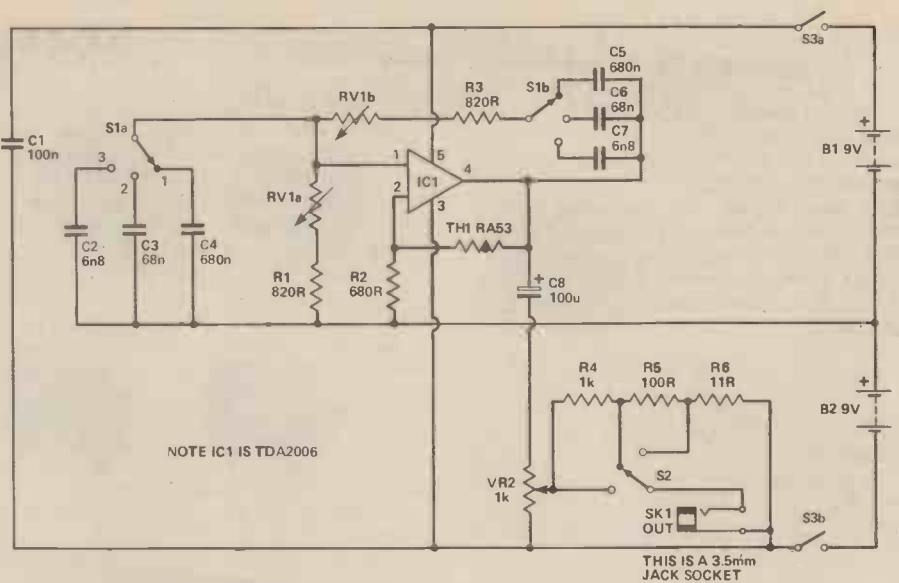 S3a
C5
680n
C6
68n
C7
6n8
R3
820R
S1b
RV1b
S1a
C1
100n
3
2
1
1
5
IC1
4
2
3
+
B1 9V
RV1a
TH1 RA53
C2
6n8
C3
68n
C4
680n
R1
820R
R2
680R
+
C8
100u
R4
1k
R5
100R
R6
11R
+
B2 9V
NOTE IC1 IS TDA2006
VR2
1k
S2
SK1
OUT
S3b
THIS IS A 3.5mm
JACK SOCKET